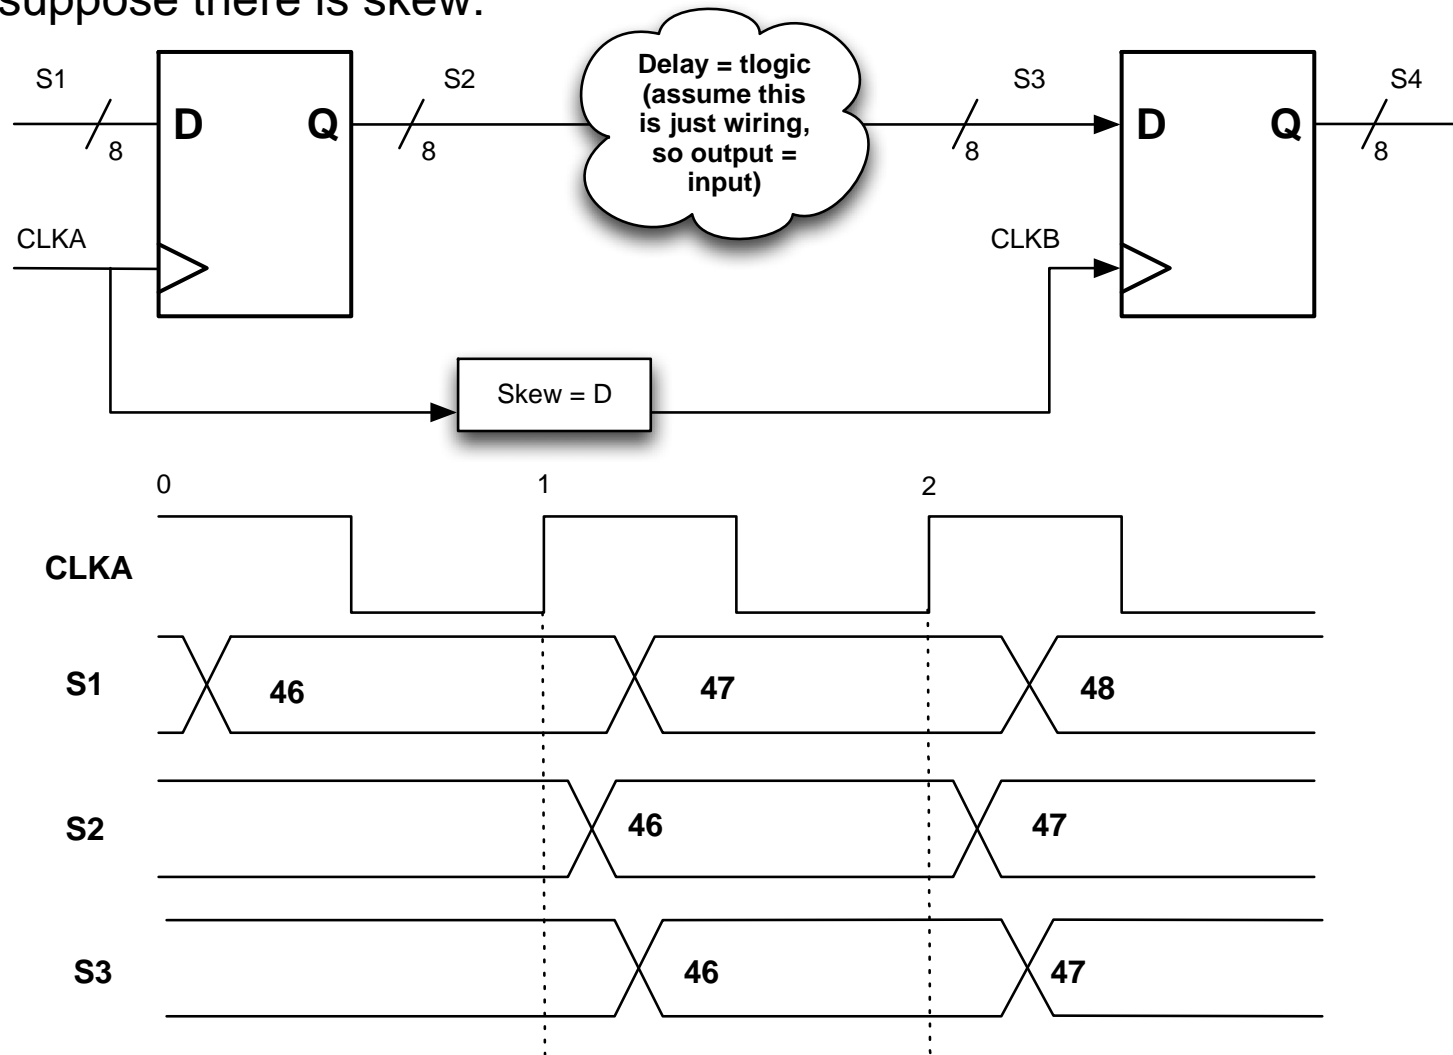 suppose there is skew.
S1
S2
Delay = tlogic
(assume this
is just wiring,
so output =
input)
S3
S4
D
Q
D
Q
8
8
8
8
CLKA
CLKB
Skew = D
0
1
2
CLKA
S1
46
47
48
S2
46
47
S3
46
47